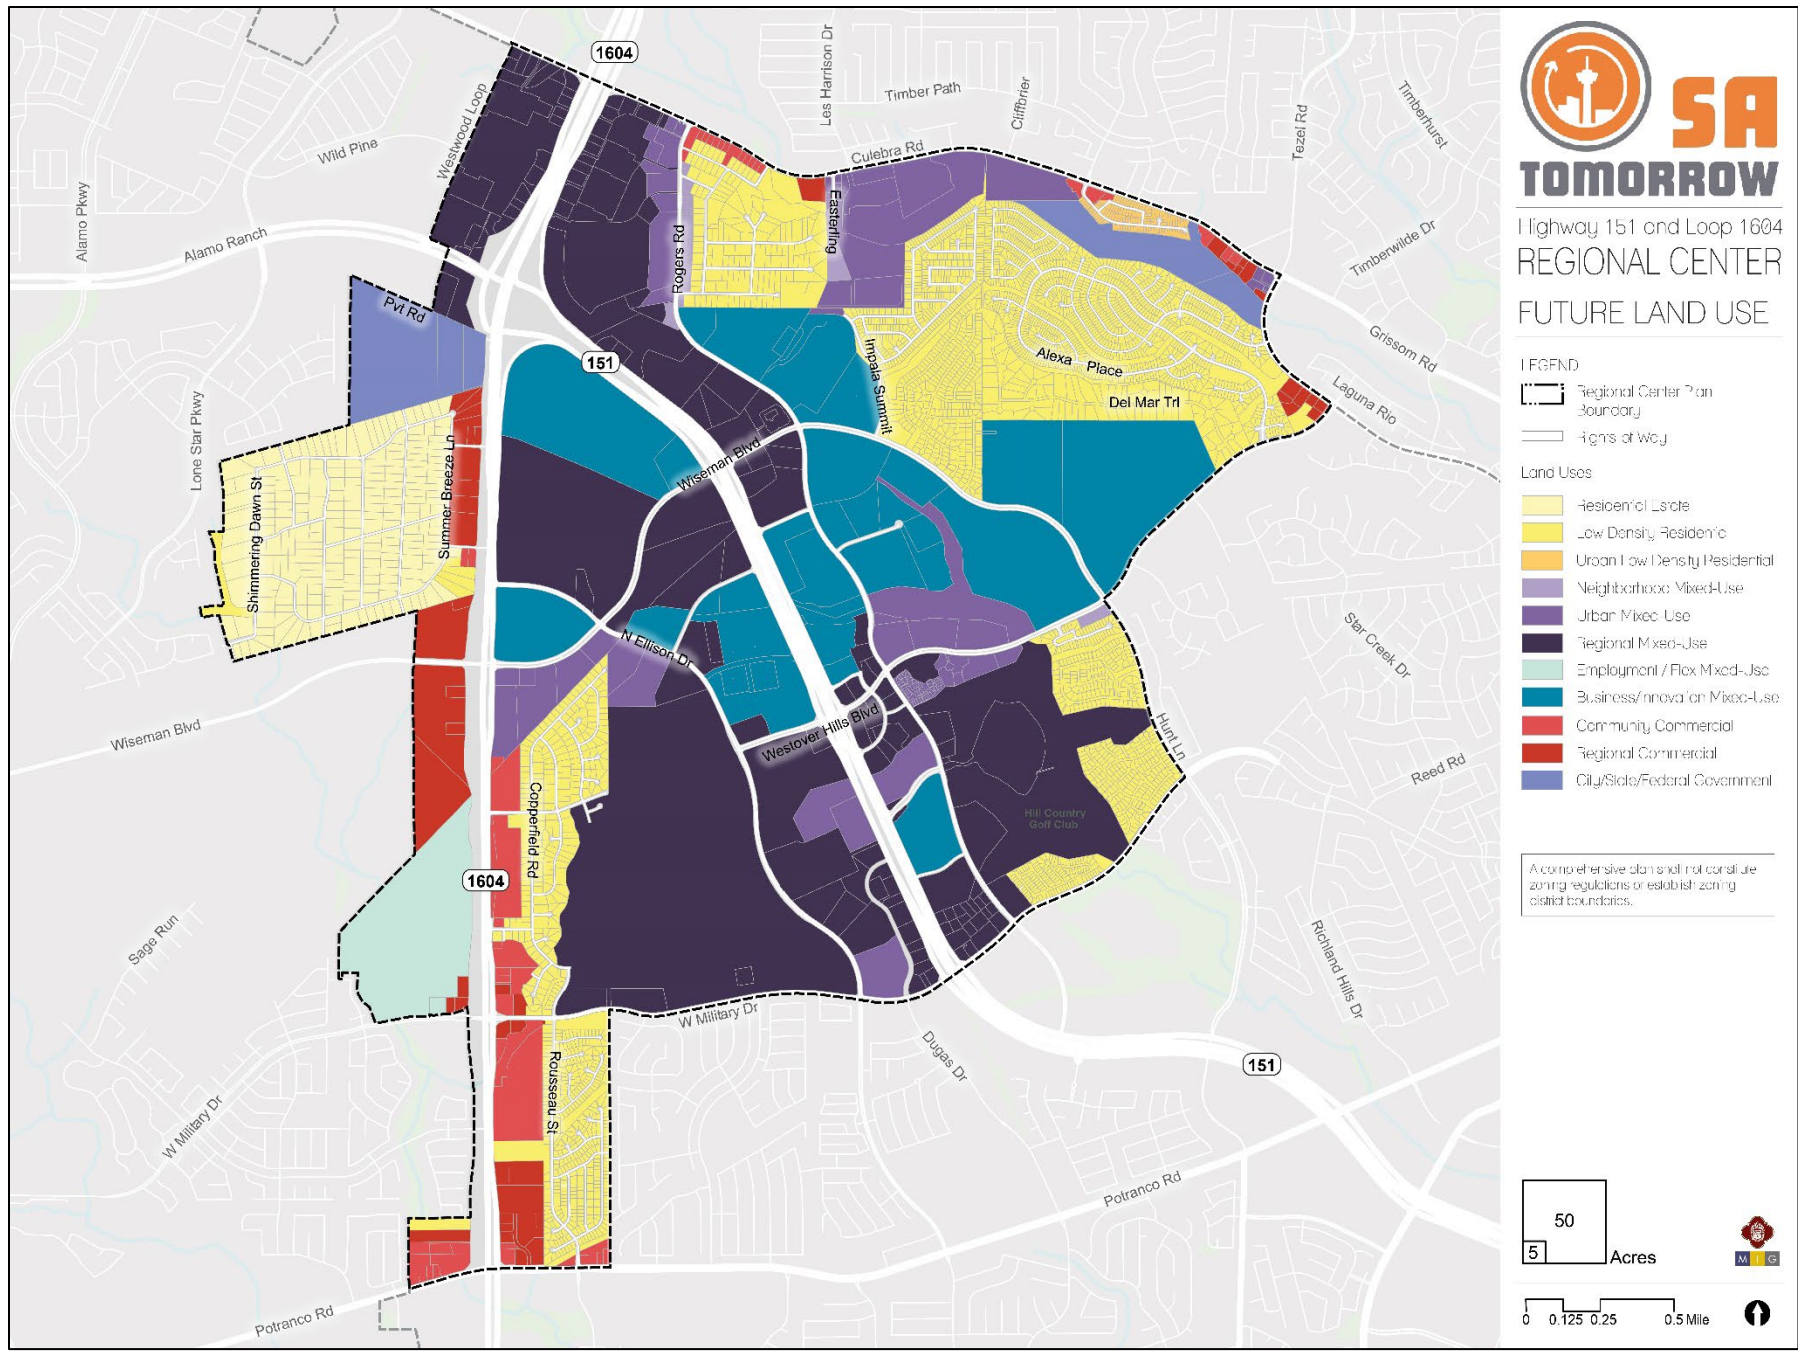 1604
Les Harrison Dr
Timber Path
Cliffbrier
Tezel Rd
Timberhurst
Westwood Loop
Wild Pine
Culebra Rd
Alamo Pkwy
Alamo Ranch
Rogers Rd
Easterling
Timberwilde Dr
Pvt Rd
Grissom Rd
151
Impala Summit
Alexa Place
Del Mar Trl
Laguna Rio
Lone Star Pkwy
Summer Breeze Ln
Shimmering Dawn St
Wiseman Blvd
N Ellison Dr
Star Creek Dr
Wiseman Blvd
Westover Hills Blvd
Hunt Ln
Reed Rd
Copperfield Rd
Hill Country
Golf Club
1604
Sage Run
Richland Hills Dr
W Military Dr
Dugas Dr
151
Rousseau St
W Military Dr
Potranco Rd
Potranco Rd
SA
TOMORROW
Highway 151 and Loop 1604
REGIONAL CENTER
FUTURE LAND USE
LEGEND
Regional Center Plan
Boundary
Rights of Way
Land Uses
Residential Estate
Low Density Residential
Urban Low Density Residential
Neighborhood Mixed-Use
Urban Mixed-Use
Regional Mixed-Use
Employment / Flex Mixed-Use
Business/Innovation Mixed-Use
Community Commercial
Regional Commercial
City/State/Federal Government
A comprehensive plan shall not constitute
zoning regulations or establish zoning
district boundaries.
50
5
Acres
M I G
0 0.125 0.25 0.5 Mile